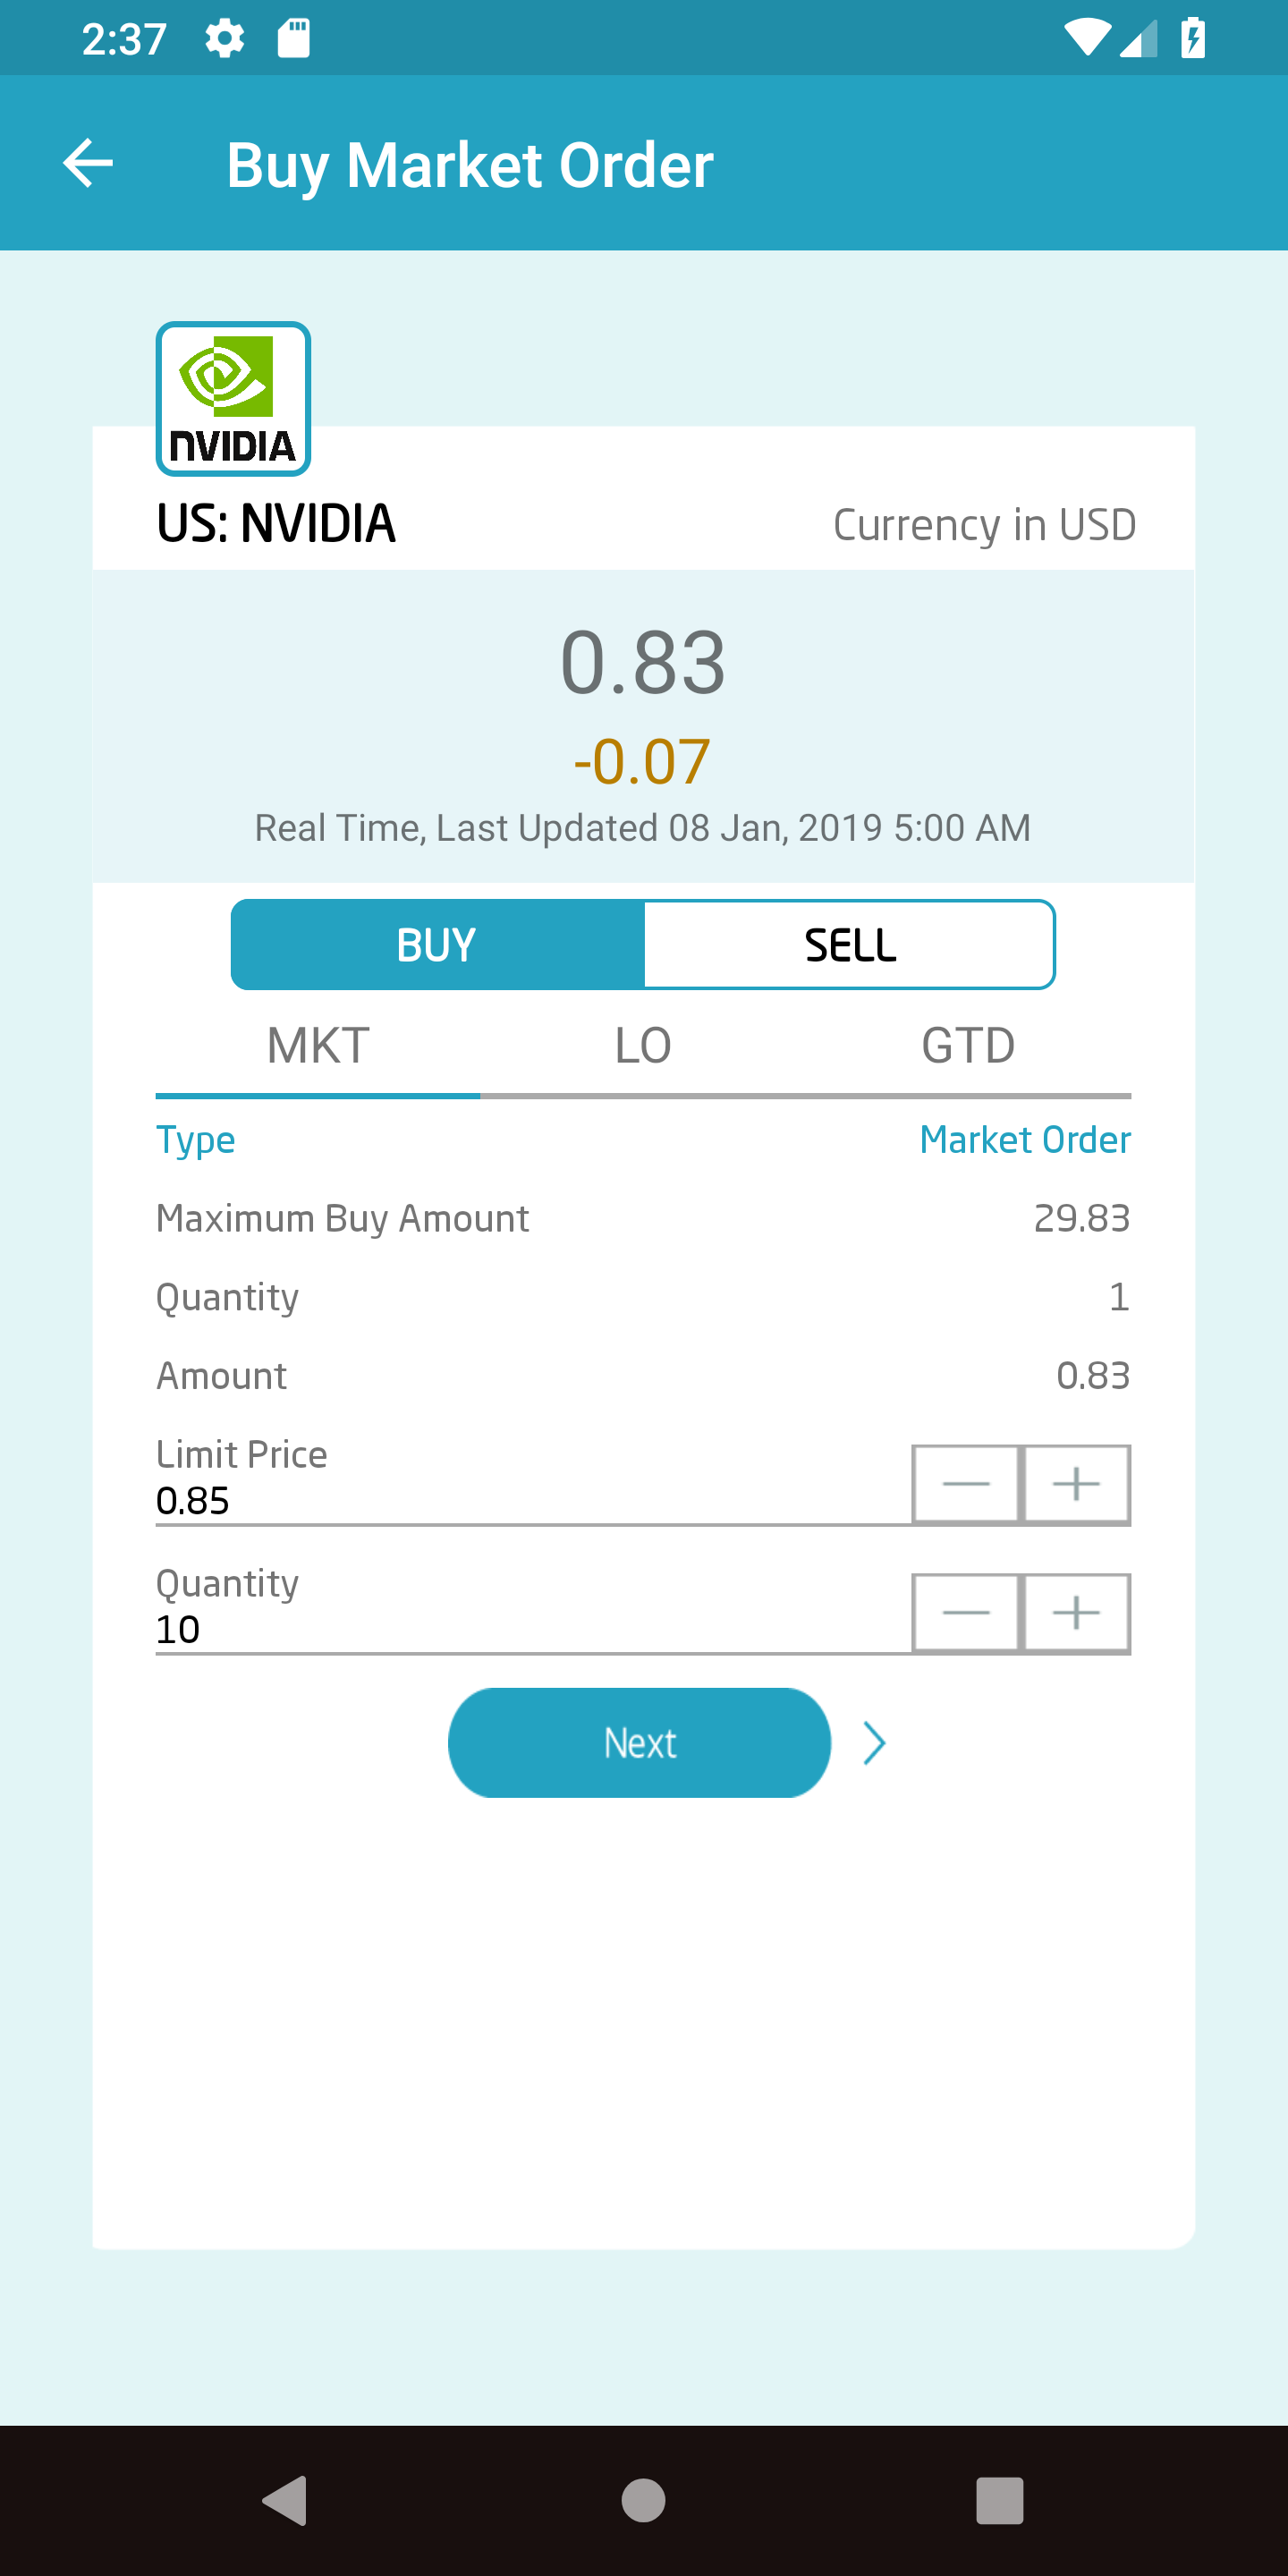 2:37
Buy Market Order
NVIDIA
US: NVIDIA Currency in USD
0.83
-0.07
Real Time, Last Updated 08 Jan, 2019 5:00 AM
BUY SELL
MKT LO GTD
Type Market Order
Maximum Buy Amount 29.83
Quantity 1
Amount 0.83
Limit Price
0.85
Quantity
10
Next